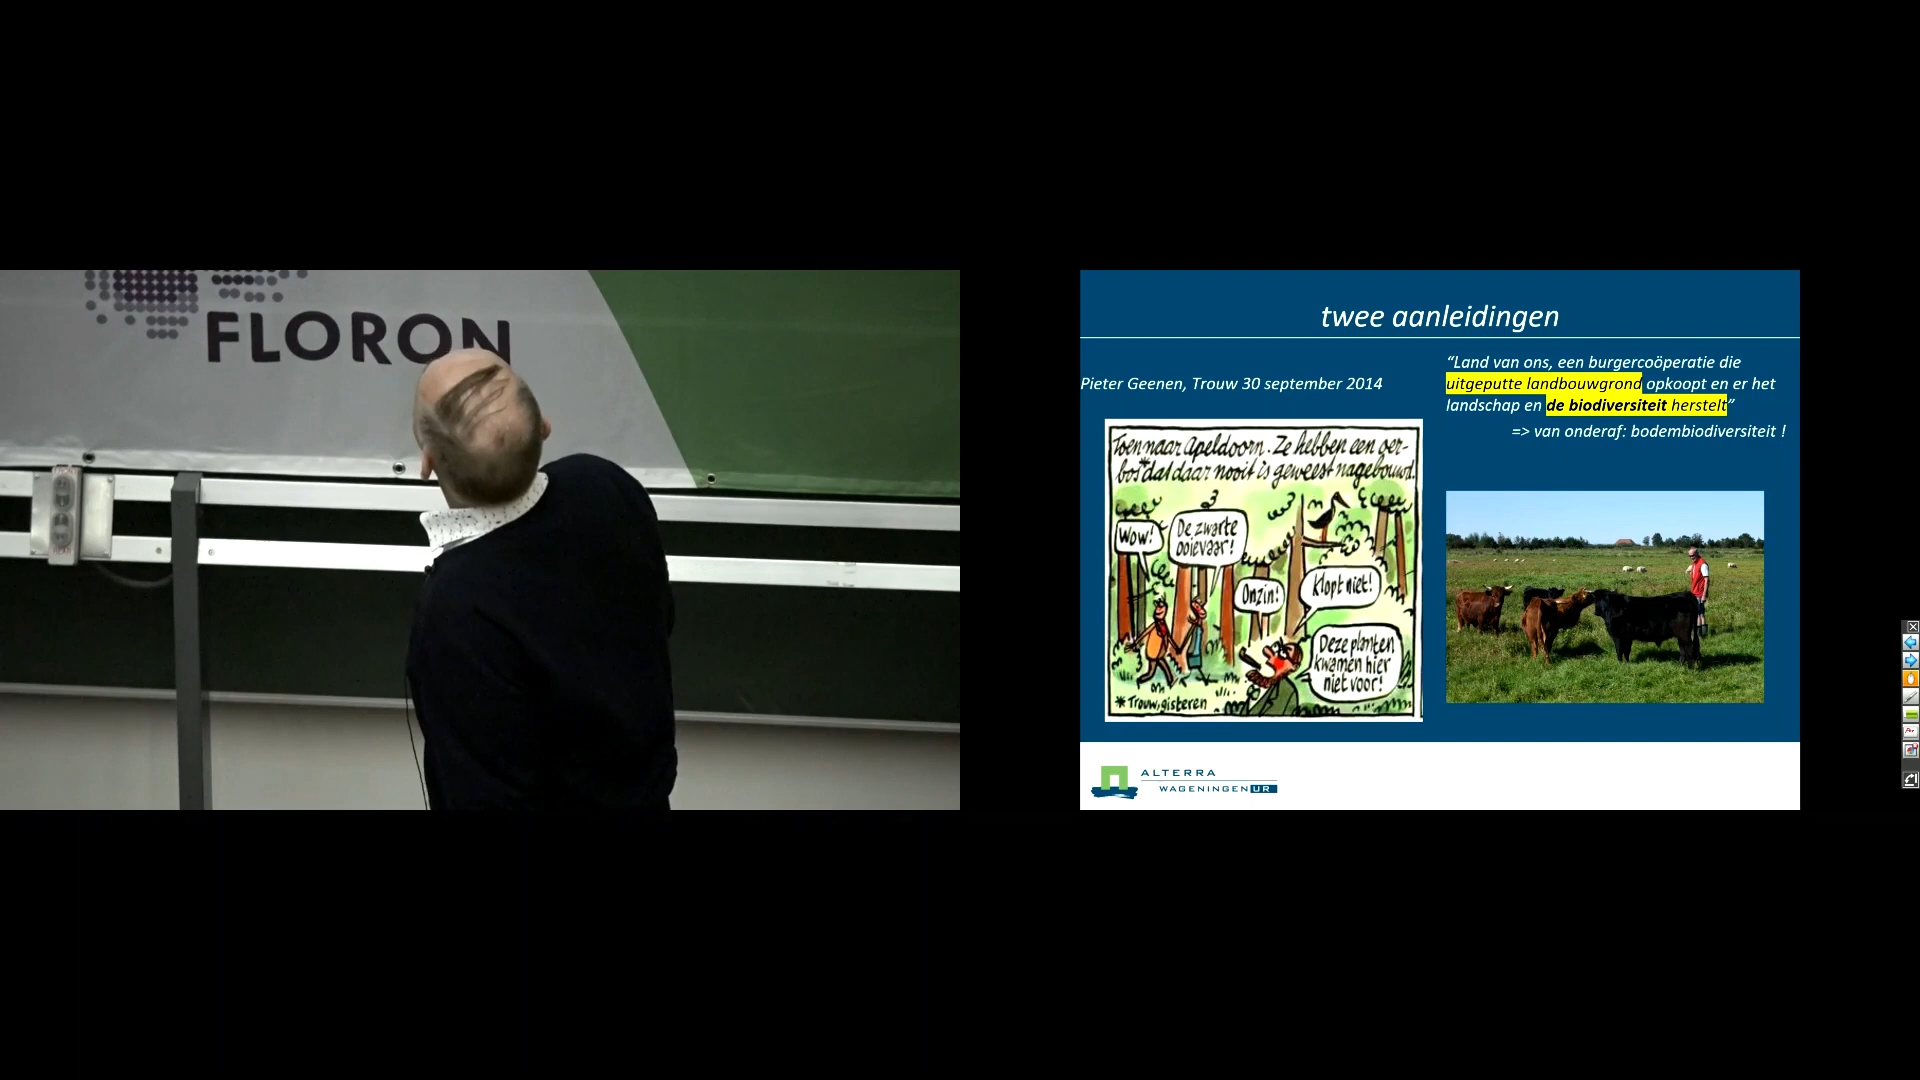 FLORON
twee aanleidingen
Pieter Geenen, Trouw 30 september 2014
Toen naar Apeldoorn. Ze hebben een oer-
bos* dat daar nooit is geweest nagebouwd.
Wow!
De zwarte
ooievaar!
Onzin!
Klopt niet!
Deze planten
kwamen hier
niet voor!
* Trouw, gisteren
“Land van ons, een burgercoöperatie die
uitgeputte landbouwgrond opkoopt en er het
landschap en de biodiversiteit herstelt”
=> van onderaf: bodembiodiversiteit !
ALTERRA
WAGENINGEN UR